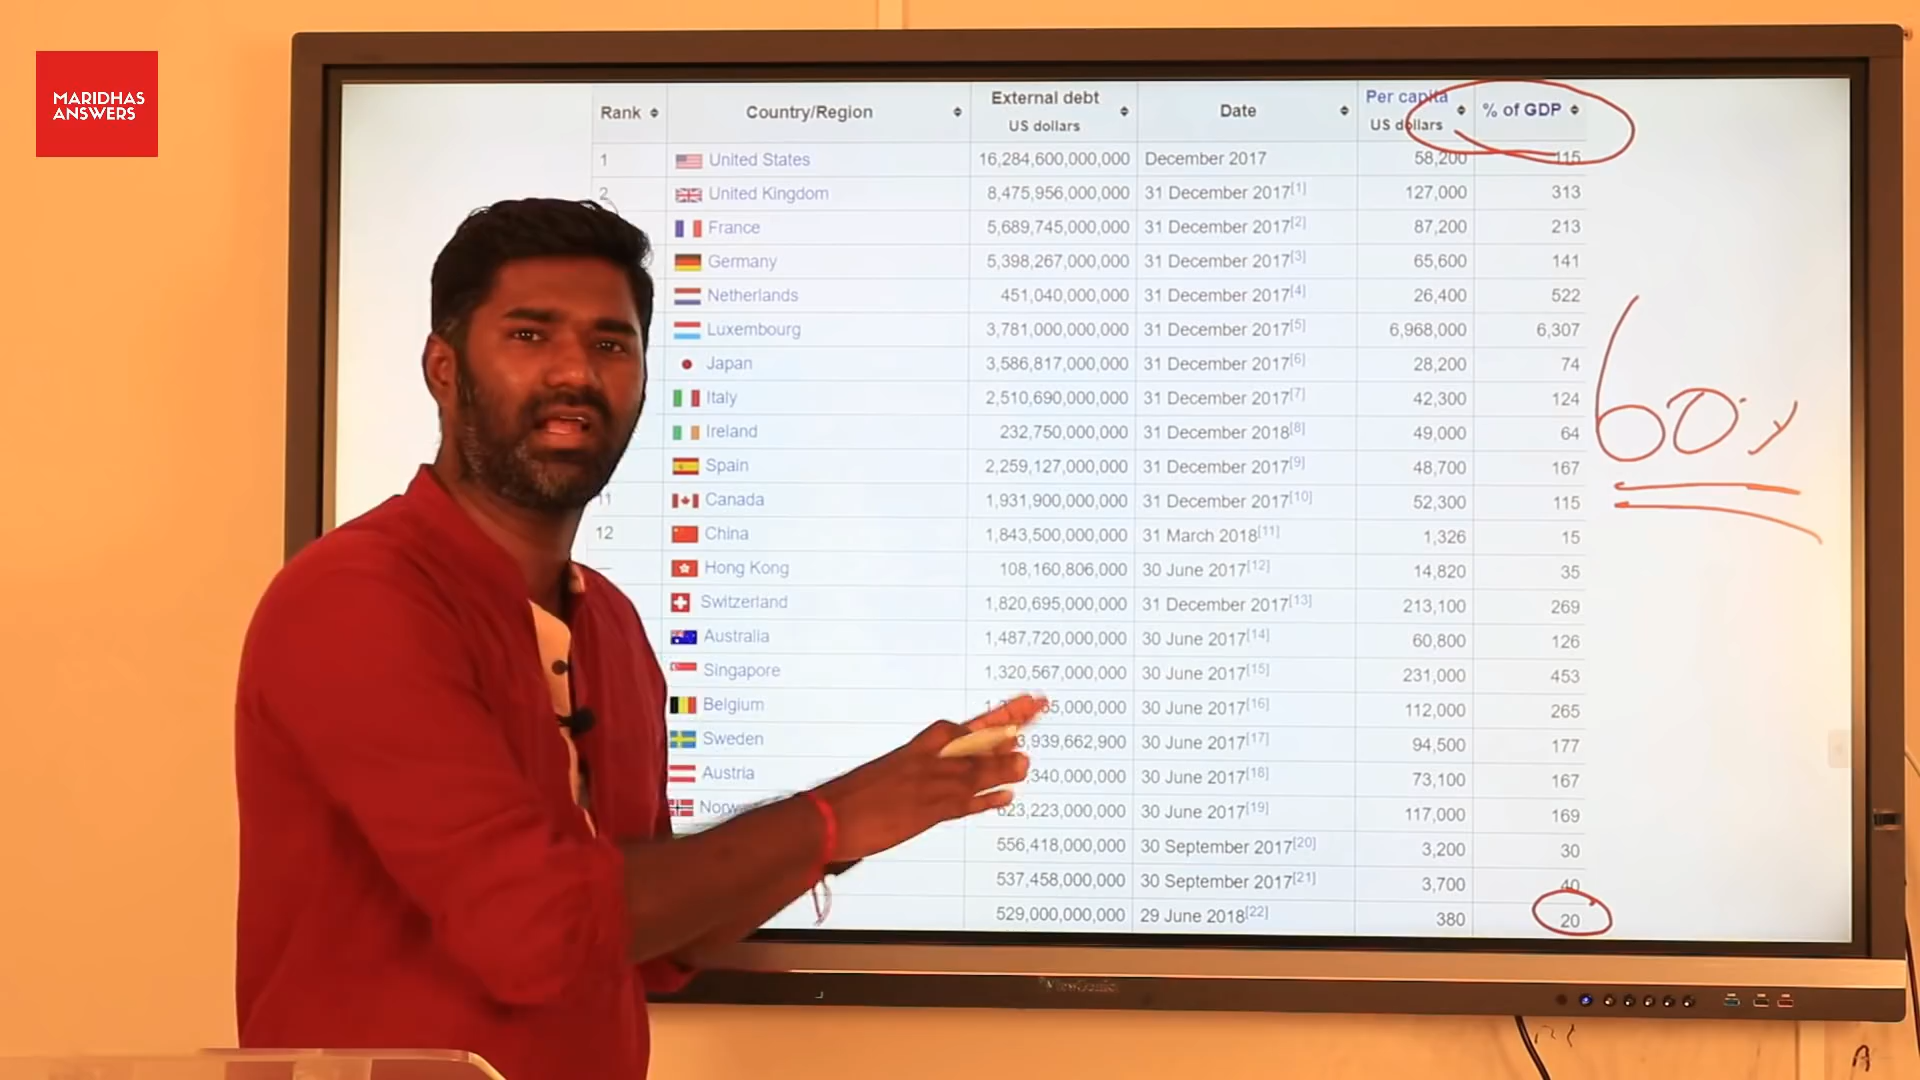 MARIDHAS
ANSWERS
Rank Country/Region External debt US dollars Date Per capita US dollars % of GDP
1 United States 16,284,600,000,000 December 2017 58,200 115
2 United Kingdom 8,475,956,000,000 31 December 2017[1] 127,000 313
France 5,689,745,000,000 31 December 2017[2] 87,200 213
Germany 5,398,267,000,000 31 December 2017[3] 65,600 141
Netherlands 451,040,000,000 31 December 2017[4] 26,400 522
Luxembourg 3,781,000,000,000 31 December 2017[5] 6,968,000 6,307
Japan 3,586,817,000,000 31 December 2017[6] 28,200 74
Italy 2,510,690,000,000 31 December 2017[7] 42,300 124
Ireland 232,750,000,000 31 December 2018[8] 49,000 64
60%
Spain 2,259,127,000,000 31 December 2017[9] 48,700 167
11 Canada 1,931,900,000,000 31 December 2017[10] 52,300 115
12 China 1,843,500,000,000 31 March 2018[11] 1,326 15
— Hong Kong 108,160,806,000 30 June 2017[12] 14,820 35
Switzerland 1,820,695,000,000 31 December 2017[13] 213,100 269
Australia 1,487,720,000,000 30 June 2017[14] 60,800 126
Singapore 1,320,567,000,000 30 June 2017[15] 231,000 453
Belgium 30 June 2017[16] 112,000 265
Sweden 30 June 2017[17] 94,500 177
Austria 30 June 2017[18] 73,100 167
623,223,000,000 30 June 2017[19] 117,000 169
556,418,000,000 30 September 2017[20] 3,200 30
537,458,000,000 30 September 2017[21] 3,700 40
529,000,000,000 29 June 2018[22] 380 20
ViewSonic